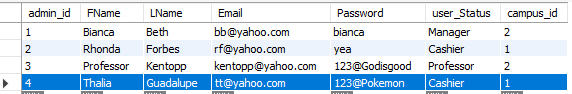 admin_id FName LName Email Password user_Status campus_id
1 Bianca Beth bb@yahoo.com bianca Manager 2
2 Rhonda Forbes rf@yahoo.com yea Cashier 1
3 Professor Kentopp kentopp@yahoo.com 123@Godisgood Professor 2
4 Thalia Guadalupe tt@yahoo.com 123@Pokemon Cashier 1